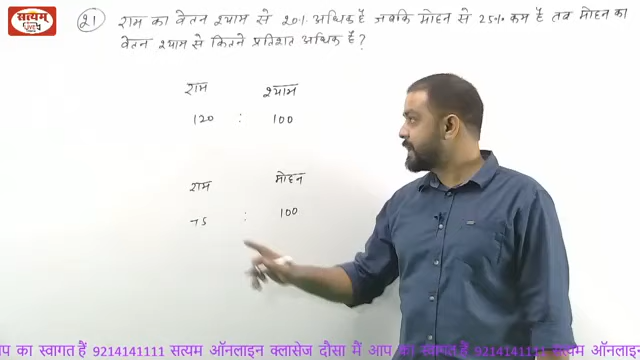 सत्यम्
21 राम का वेतन श्याम से 20% अधिक है जबकि मोहन से 25% कम है तब मोहन का
वेतन श्याम से कितने प्रतिशत अधिक है ?
राम श्याम
120 : 100
राम मोहन
75 : 100
प का स्वागत हैं 9214141111 सत्यम ऑनलाइन क्लासेज दौसा मैं आप का स्वागत हैं 9214141111 सत्यम ऑनलाइन